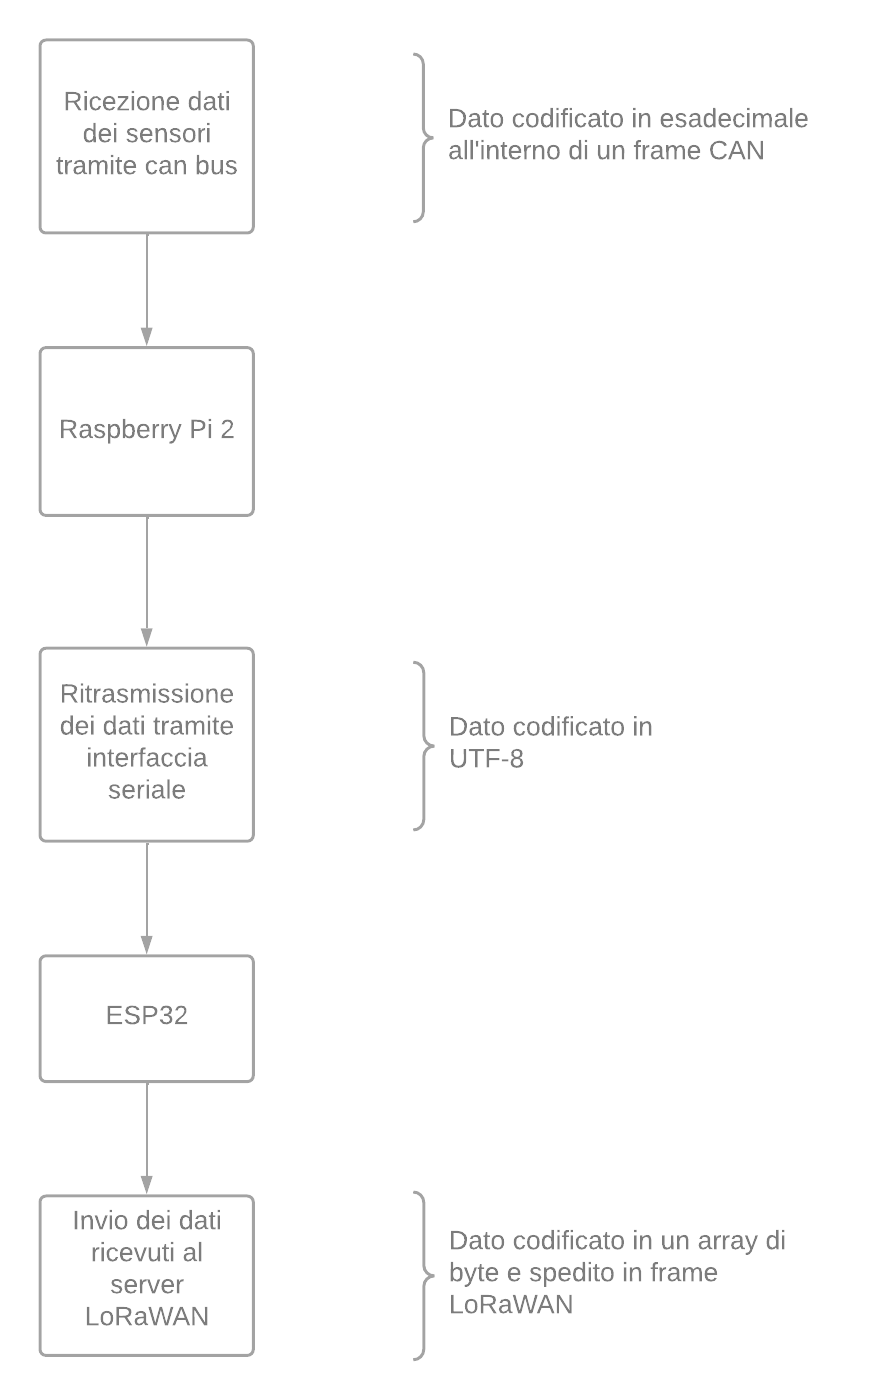 Ricezione dati
dei sensori
tramite can bus
Dato codificato in esadecimale
all'interno di un frame CAN
Raspberry Pi 2
Ritrasmissione
dei dati tramite
interfaccia
seriale
Dato codificato in
UTF-8
ESP32
Invio dei dati
ricevuti al
server
LoRaWAN
Dato codificato in un array di
byte e spedito in frame
LoRaWAN